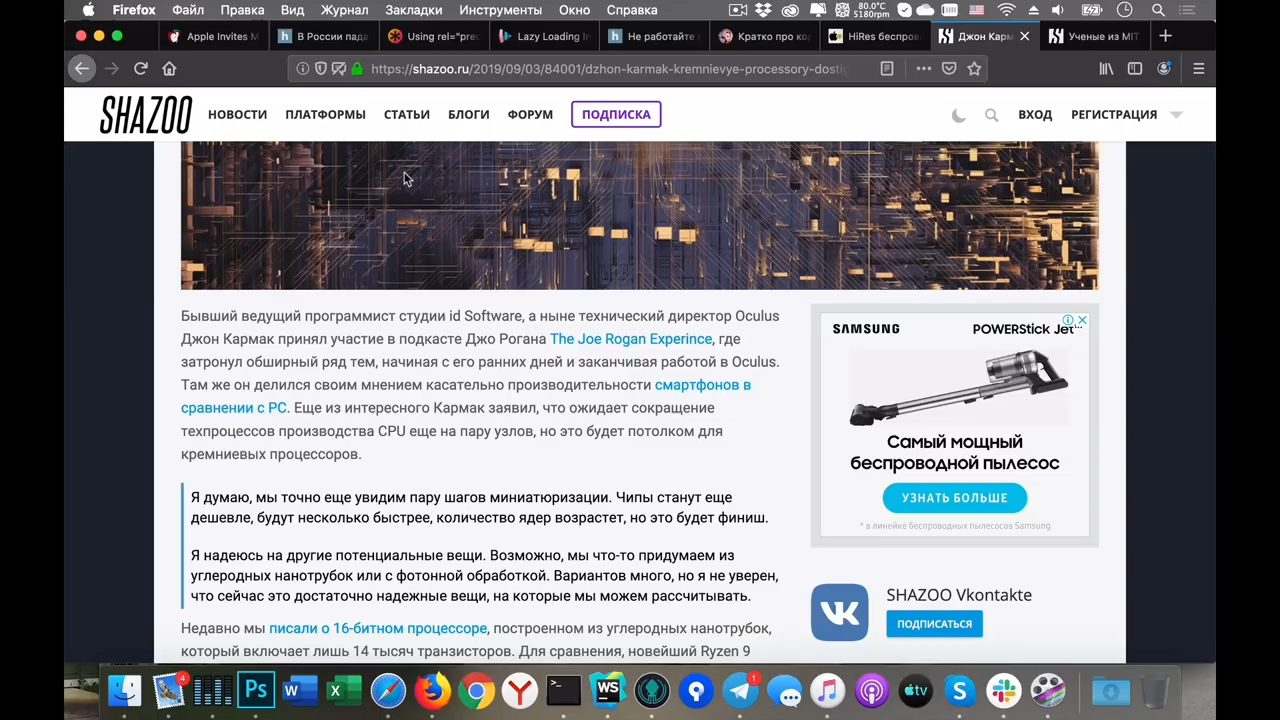 Firefox Файл Правка Вид Журнал Закладки Инструменты Окно Справка
80.0°C
5180rpm
Apple Invites M
В России пада
Using rel="prec
Lazy Loading In
Не работайте
Кратко про ко
HiRes беспров
Джон Карм
Ученые из MIT
https://shazoo.ru/2019/09/03/84001/dzhon-karmak-kremnievye-processory-dostig
SHAZOO НОВОСТИ ПЛАТФОРМЫ СТАТЬИ БЛОГИ ФОРУМ ПОДПИСКА ВХОД РЕГИСТРАЦИЯ
Бывший ведущий программист студии id Software, а ныне технический директор Oculus
Джон Кармак принял участие в подкасте Джо Рогана The Joe Rogan Experince, где
затронул обширный ряд тем, начиная с его ранних дней и заканчивая работой в Oculus.
Там же он делился своим мнением касательно производительности смартфонов в
сравнении с PC. Еще из интересного Кармак заявил, что ожидает сокращение
техпроцессов производства CPU еще на пару узлов, но это будет потолком для
кремниевых процессоров.
Я думаю, мы точно еще увидим пару шагов миниатюризации. Чипы станут еще
дешевле, будут несколько быстрее, количество ядер возрастет, но это будет финиш.
Я надеюсь на другие потенциальные вещи. Возможно, мы что-то придумаем из
углеродных нанотрубок или с фотонной обработкой. Вариантов много, но я не уверен,
что сейчас это достаточно надежные вещи, на которые мы можем рассчитывать.
Недавно мы писали о 16-битном процессоре, построенном из углеродных нанотрубок,
который включает лишь 14 тысяч транзисторов. Для сравнения, новейший Ryzen 9
SAMSUNG POWERStick Jet™
Самый мощный
беспроводной пылесос
УЗНАТЬ БОЛЬШЕ
* в линейке беспроводных пылесосов Samsung
SHAZOO Vkontakte
ПОДПИСАТЬСЯ
4
Ps
W
X
Y
WS
1
tv
S